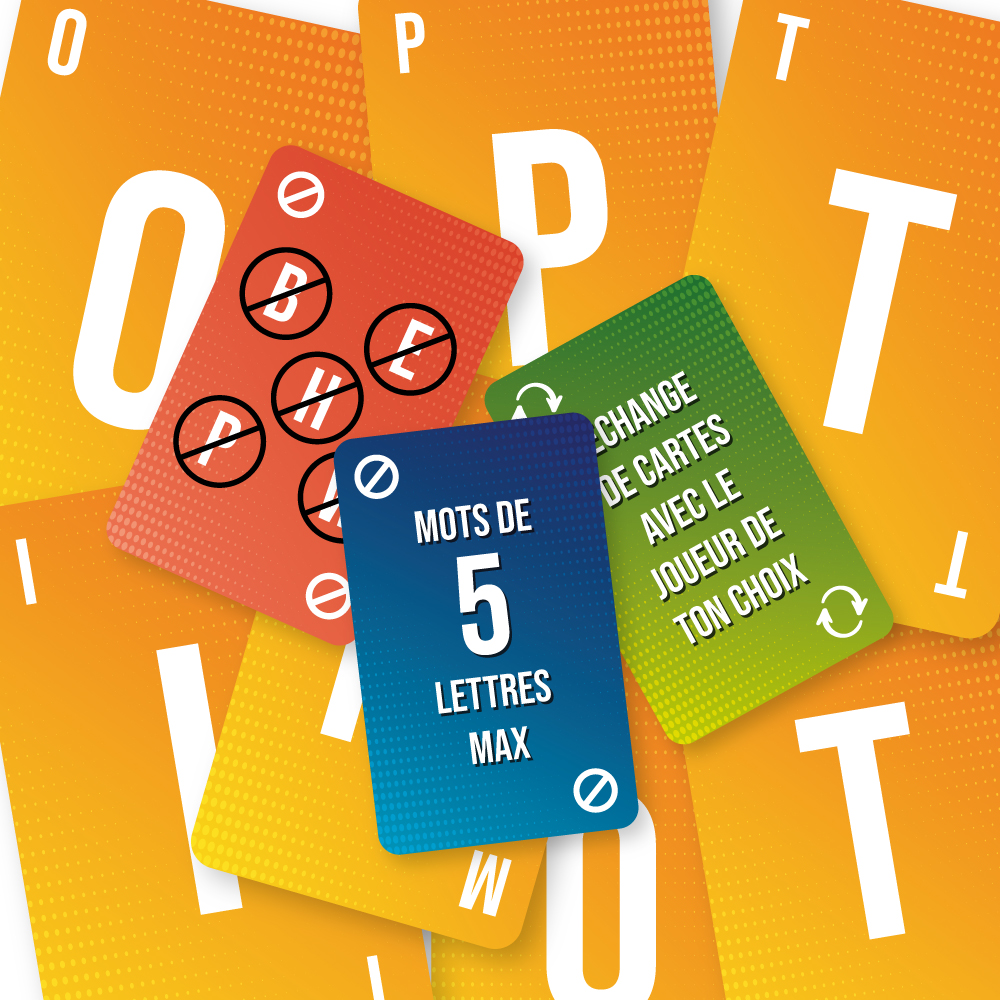 O
P
T
O
P
T
B
E
H
P
ECHANGE
DE CARTES
AVEC LE
JOUEUR DE
TON CHOIX
MOTS DE
5
LETTRES
MAX
T
I
I
T
O
I